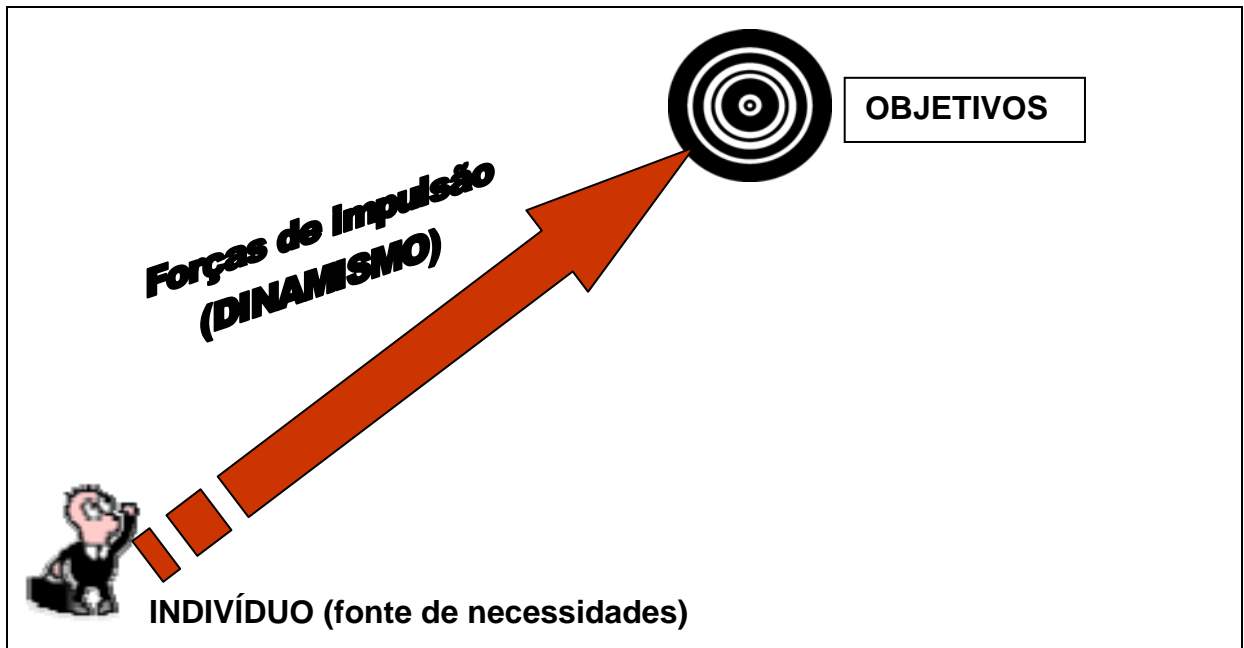 OBJETIVOS
Forças de Impulsão
(DINAMISMO)
INDIVÍDUO (fonte de necessidades)